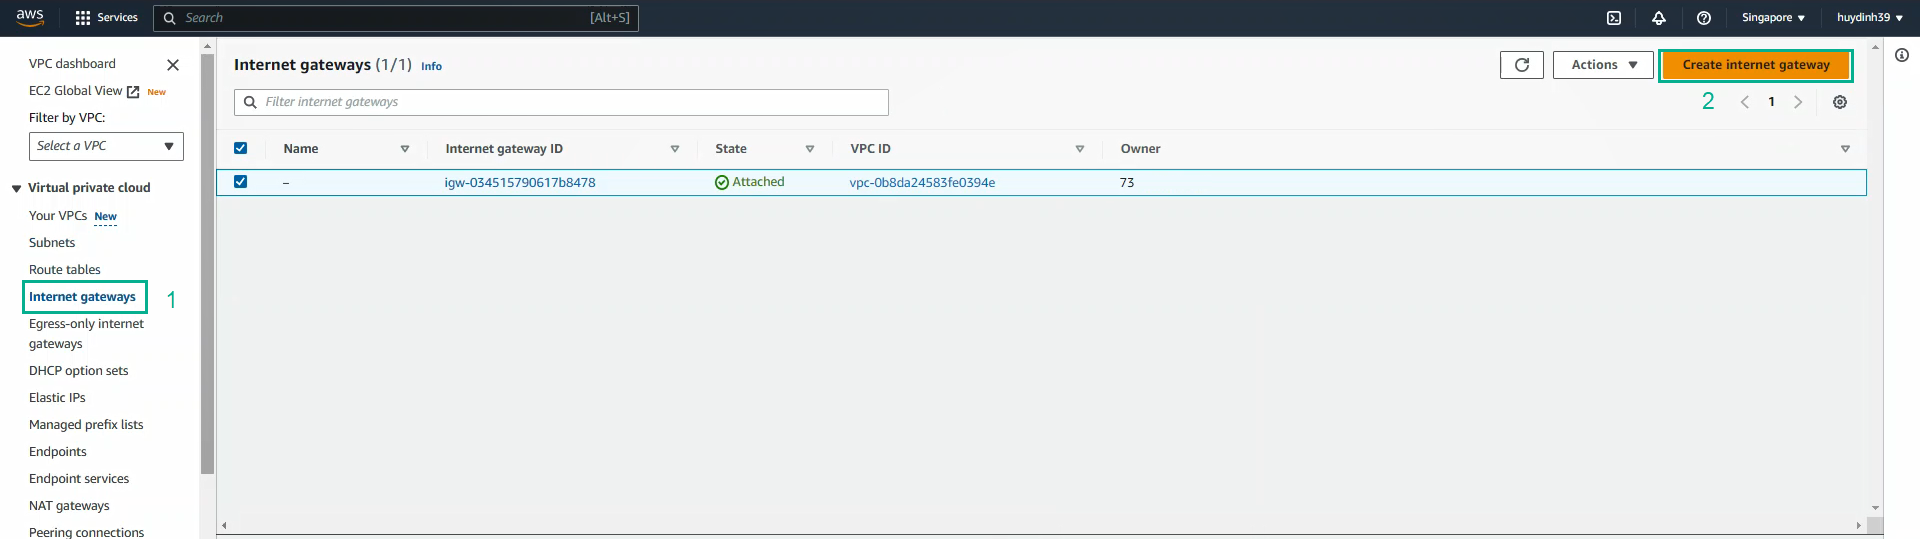 aws
Services
Search [Alt+S]
Singapore
huydinh39
VPC dashboard
EC2 Global View New
Filter by VPC:
Select a VPC
Virtual private cloud
Your VPCs New
Subnets
Route tables
Internet gateways 1
Egress-only internet
gateways
DHCP option sets
Elastic IPs
Managed prefix lists
Endpoints
Endpoint services
NAT gateways
Peering connections
Internet gateways (1/1) Info
Actions
Create internet gateway
Filter internet gateways
2 1
Name Internet gateway ID State VPC ID Owner
– igw-034515790617b8478 Attached vpc-0b8da24583fe0394e 73